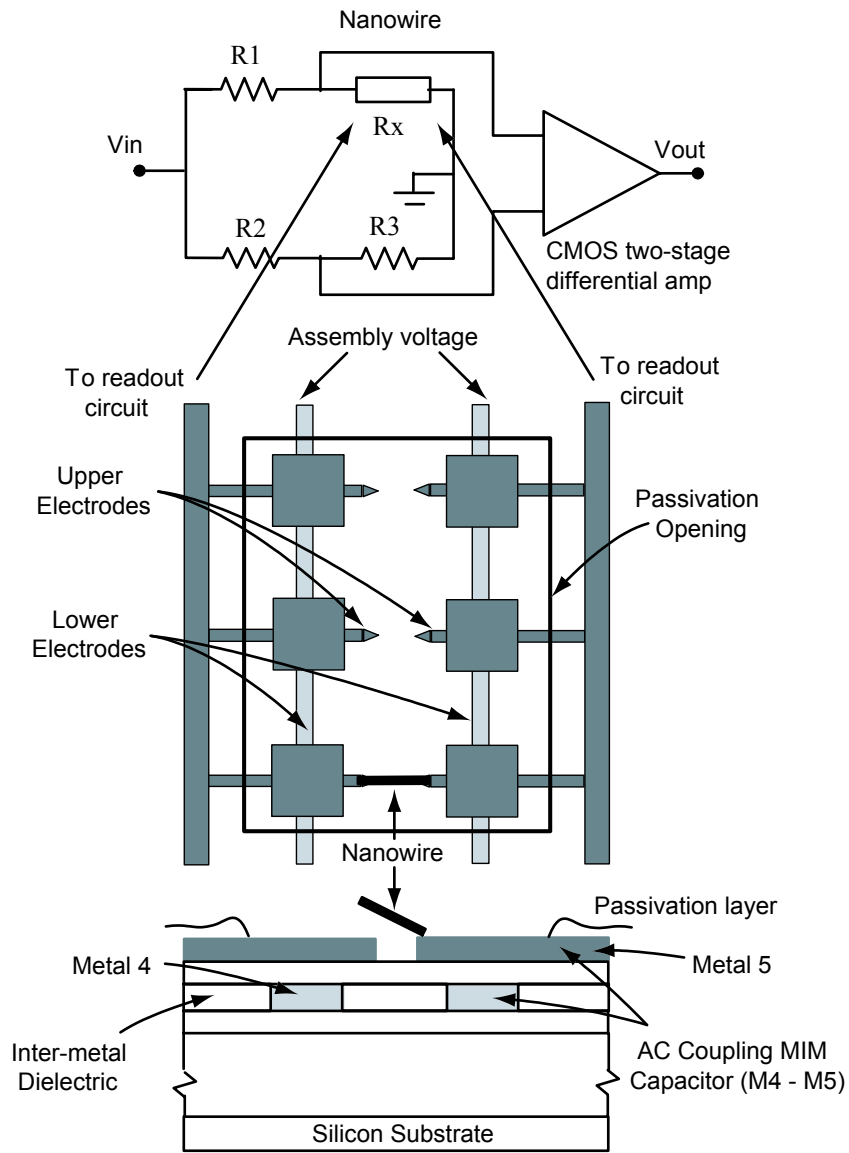 Nanowire
R1
Rx
Vin
Vout
R2
R3
CMOS two-stage
differential amp
Assembly voltage
To readout
circuit
To readout
circuit
Upper
Electrodes
Passivation
Opening
Lower
Electrodes
Nanowire
Passivation layer
Metal 4
Metal 5
Inter-metal
Dielectric
AC Coupling MIM
Capacitor (M4 - M5)
Silicon Substrate